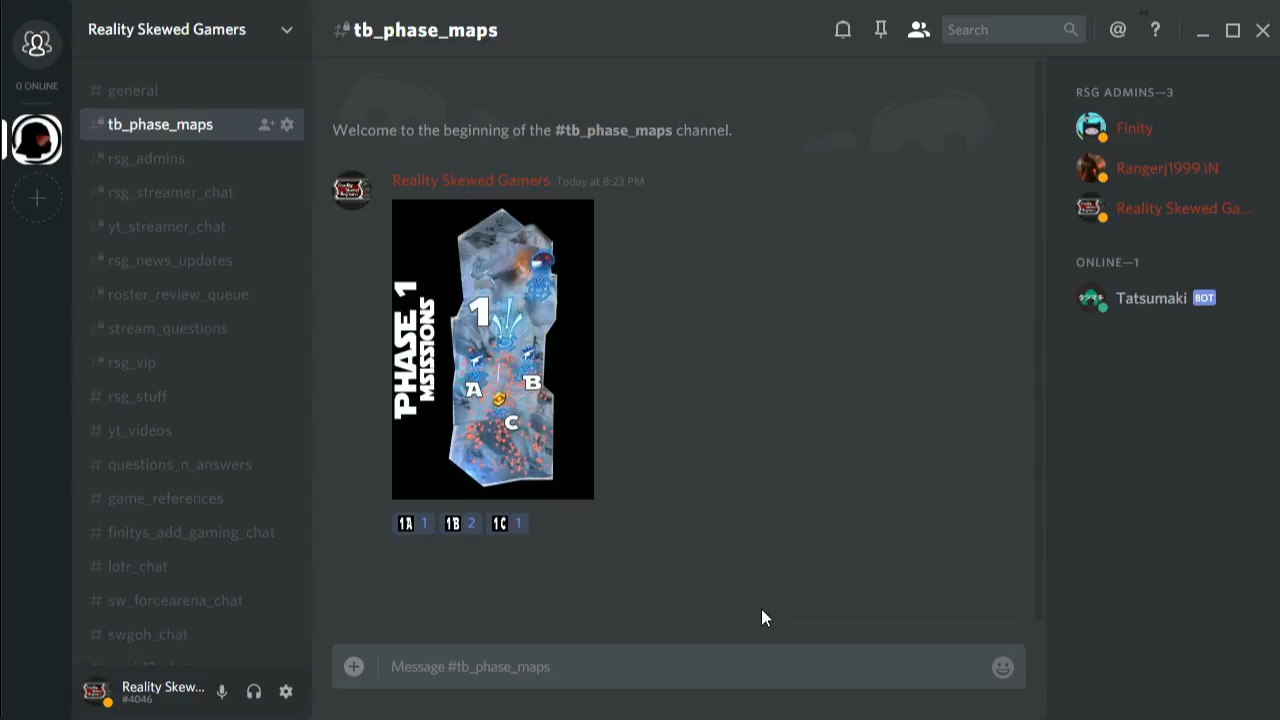 Reality Skewed Gamers
tb_phase_maps
Search
0 ONLINE
# general
tb_phase_maps
rsg_admins
rsg_streamer_chat
yt_streamer_chat
rsg_news_updates
roster_review_queue
stream_questions
rsg_vip
# rsg_stuff
# yt_videos
# questions_n_answers
# game_references
# finitys_add_gaming_chat
# lotr_chat
# sw_forcearena_chat
# swgoh_chat
Reality Skew...
#4046
Welcome to the beginning of the #tb_phase_maps channel.
Reality Skewed Gamers Today at 8:23 PM
PHASE 1
MSISSIONS
1
A
B
C
1A 1 1B 2 1C 1
Message #tb_phase_maps
RSG ADMINS—3
Finity
Rangerj1999 iN
Reality Skewed Ga...
ONLINE—1
Tatsumaki BOT